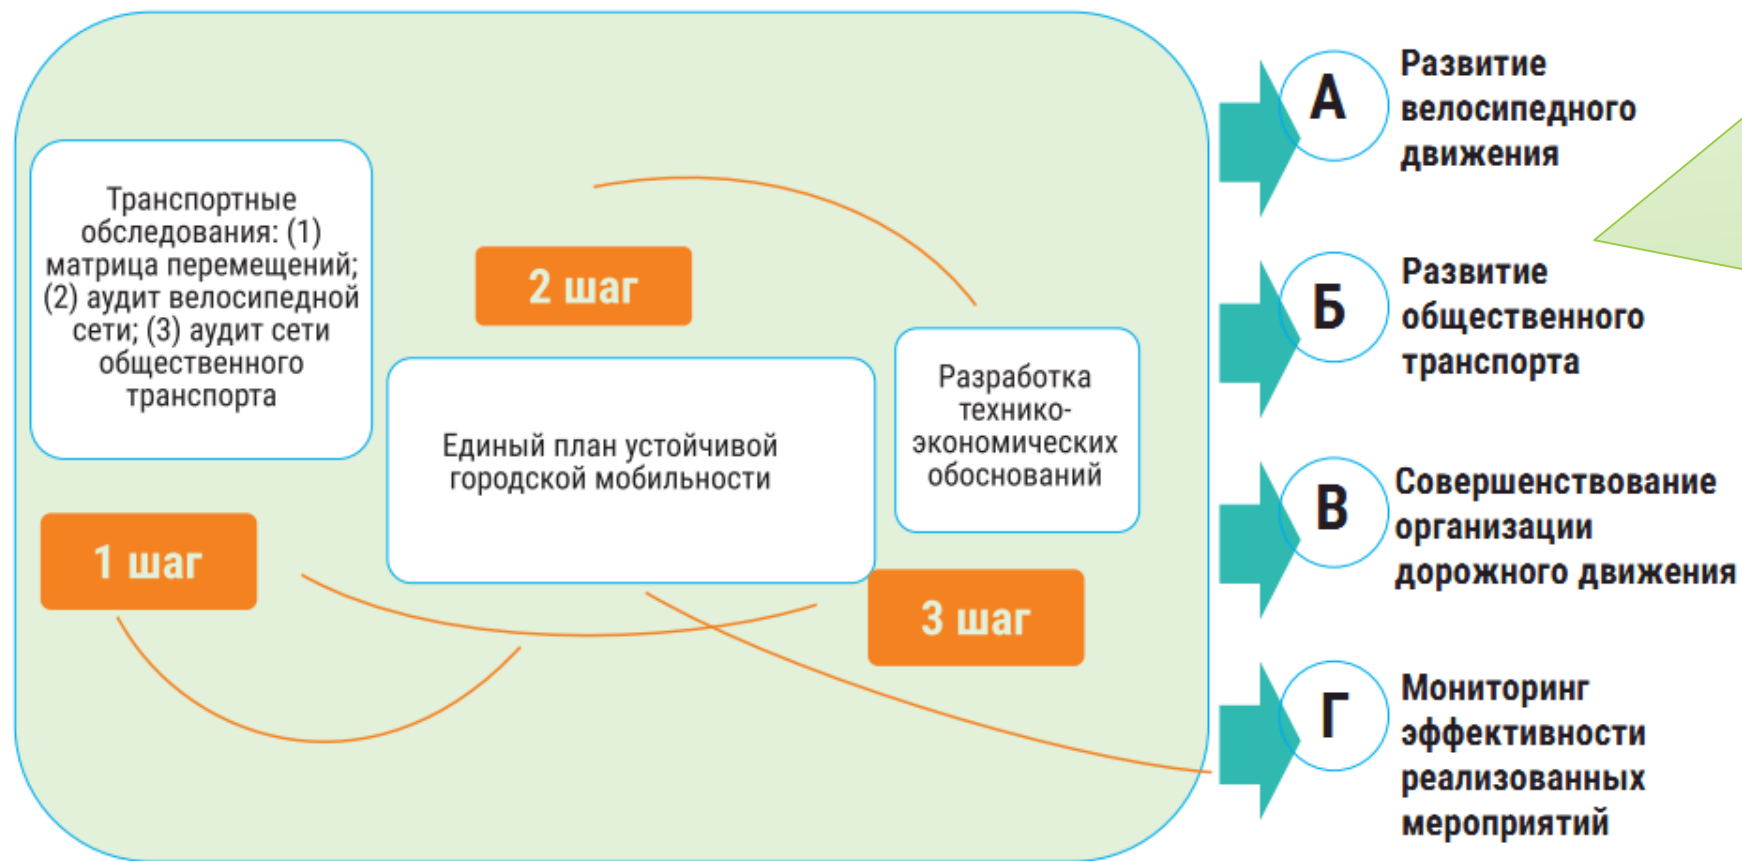 Транспортные
обследования: (1)
матрица перемещений;
(2) аудит велосипедной
сети; (3) аудит сети
общественного
транспорта
1 шаг
2 шаг
Единый план устойчивой
городской мобильности
Разработка
технико-
экономических
обоснований
3 шаг
А
Развитие
велосипедного
движения
Б
Развитие
общественного
транспорта
В
Совершенствование
организации
дорожного движения
Г
Мониторинг
эффективности
реализованных
мероприятий